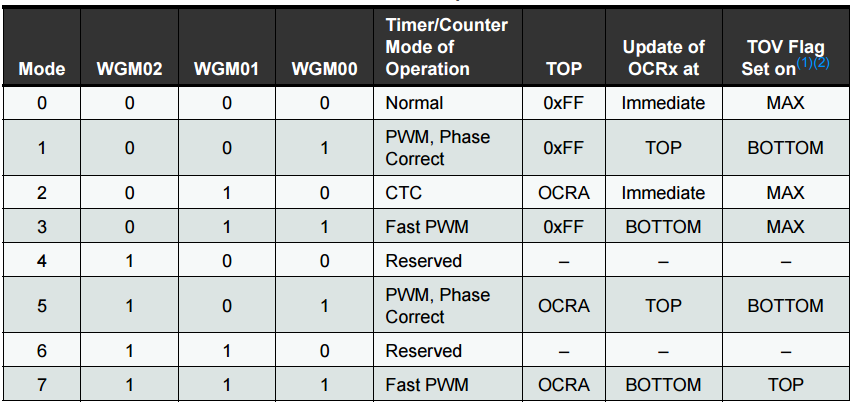 Mode WGM02 WGM01 WGM00 Timer/Counter Mode of Operation TOP Update of OCRx at TOV Flag Set on(1)(2)
0 0 0 0 Normal 0xFF Immediate MAX
1 0 0 1 PWM, Phase Correct 0xFF TOP BOTTOM
2 0 1 0 CTC OCRA Immediate MAX
3 0 1 1 Fast PWM 0xFF BOTTOM MAX
4 1 0 0 Reserved – – –
5 1 0 1 PWM, Phase Correct OCRA TOP BOTTOM
6 1 1 0 Reserved – – –
7 1 1 1 Fast PWM OCRA BOTTOM TOP